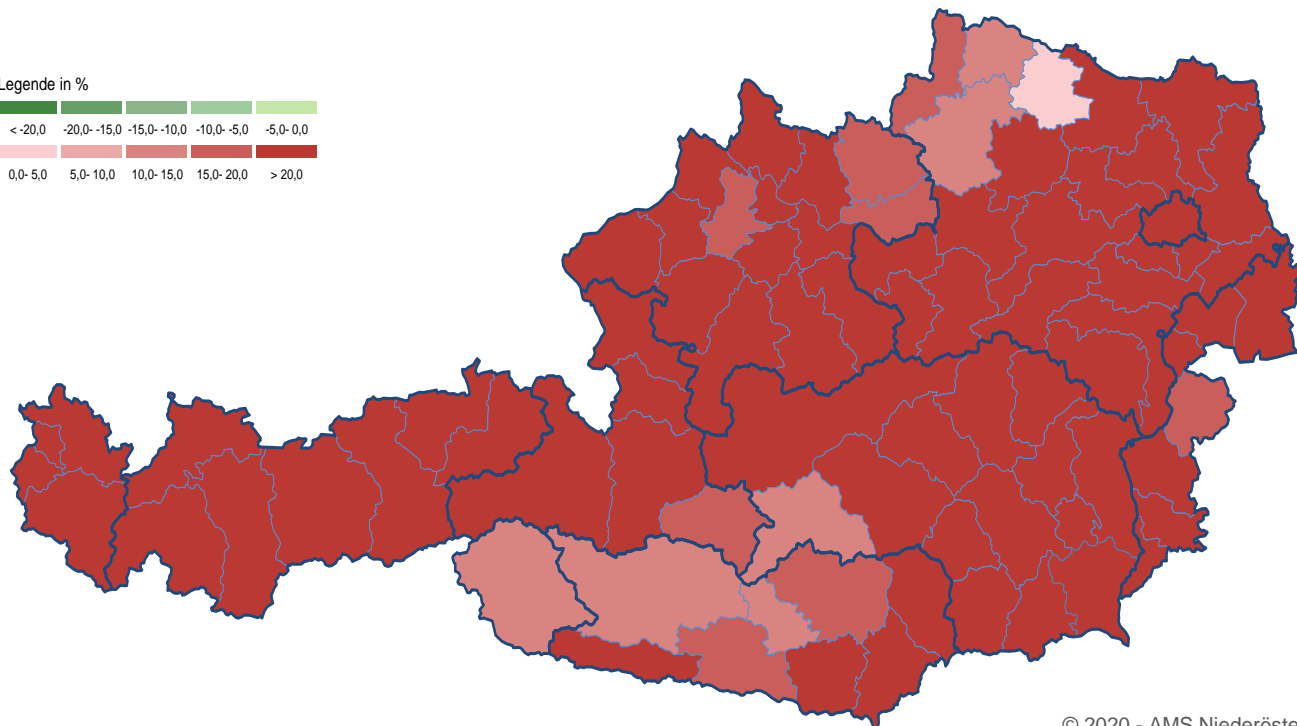 Legende in %
< -20,0 -20,0- -15,0 -15,0- -10,0 -10,0- -5,0 -5,0- 0,0
0,0- 5,0 5,0- 10,0 10,0- 15,0 15,0- 20,0 > 20,0
© 2020 - AMS Niederöste